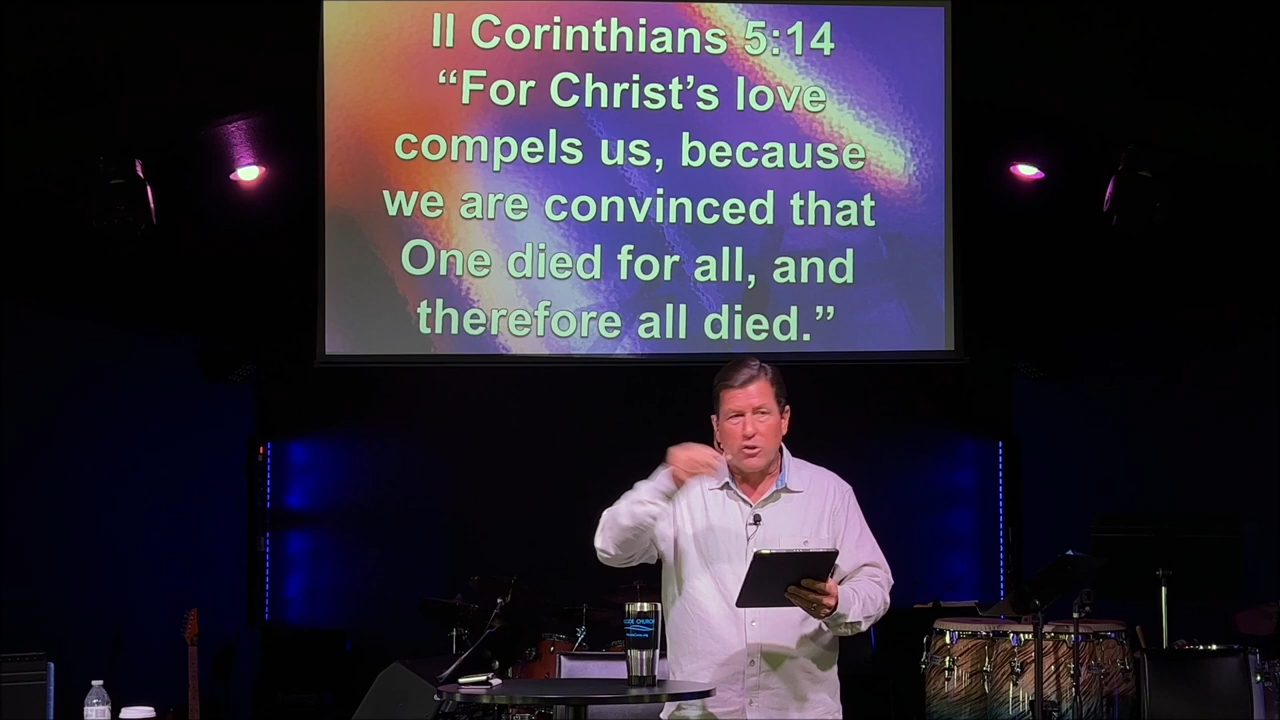 II Corinthians 5:14
“For Christ’s love
compels us, because
we are convinced that
One died for all, and
therefore all died.”
CHURCH